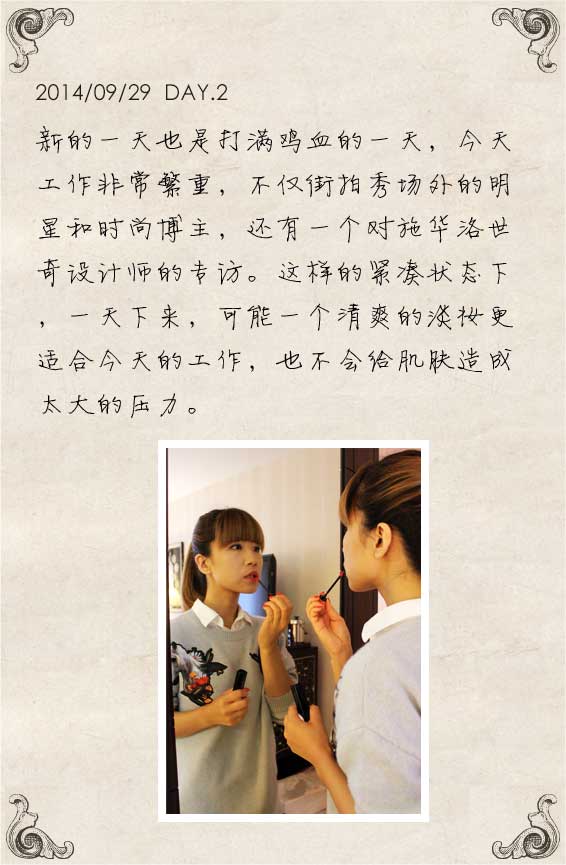 2014/09/29 DAY.2
新的一天也是打满鸡血的一天，今天
工作非常繁重，不仅街拍秀场外的明
星和时尚博主，还有一个对施华洛世
奇设计师的专访。这样的紧凑状态下
，一天下来，可能一个清爽的淡妆更
适合今天的工作，也不会给肌肤造成
太大的压力。